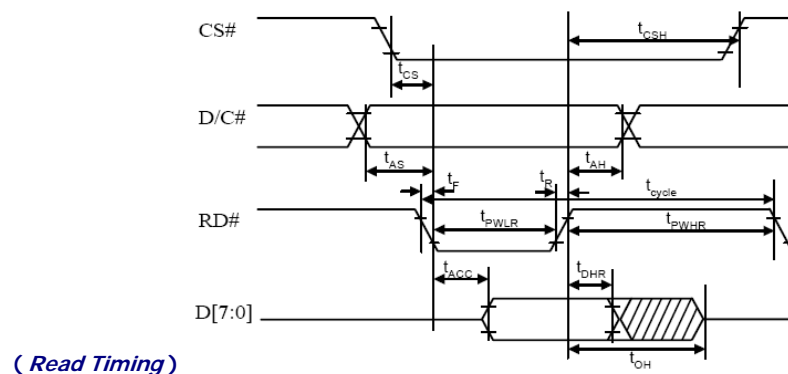 CS#
tCSH
tCS
D/C#
tAS
tAH
tF
tR
tcycle
RD#
tPWLR
tPWHR
tACC
tDHR
D[7:0]
tOH
( Read Timing )